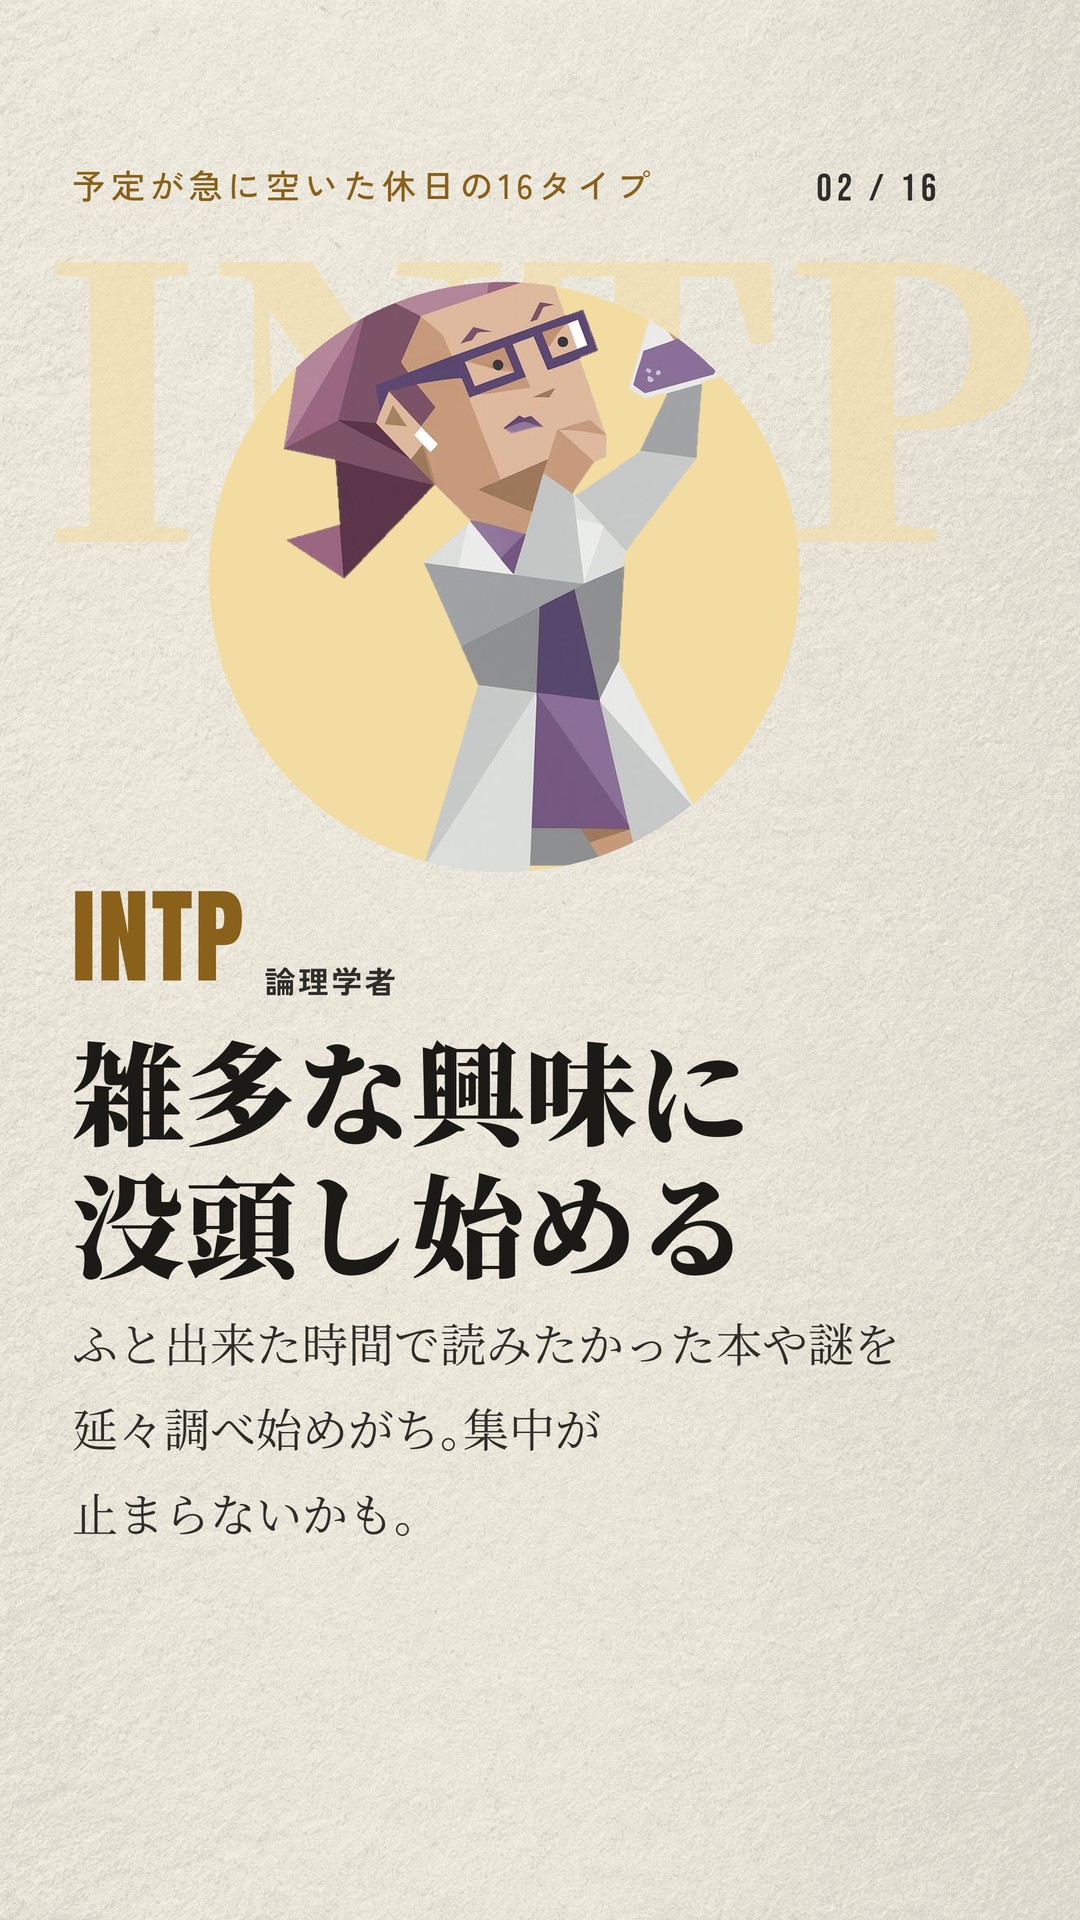 予定が急に空いた休日の16タイプ
02 / 16
INTP
INTP
論理学者
雑多な興味に
没頭し始める
ふと出来た時間で読みたかった本や謎を
延々調べ始めがち。集中が
止まらないかも。